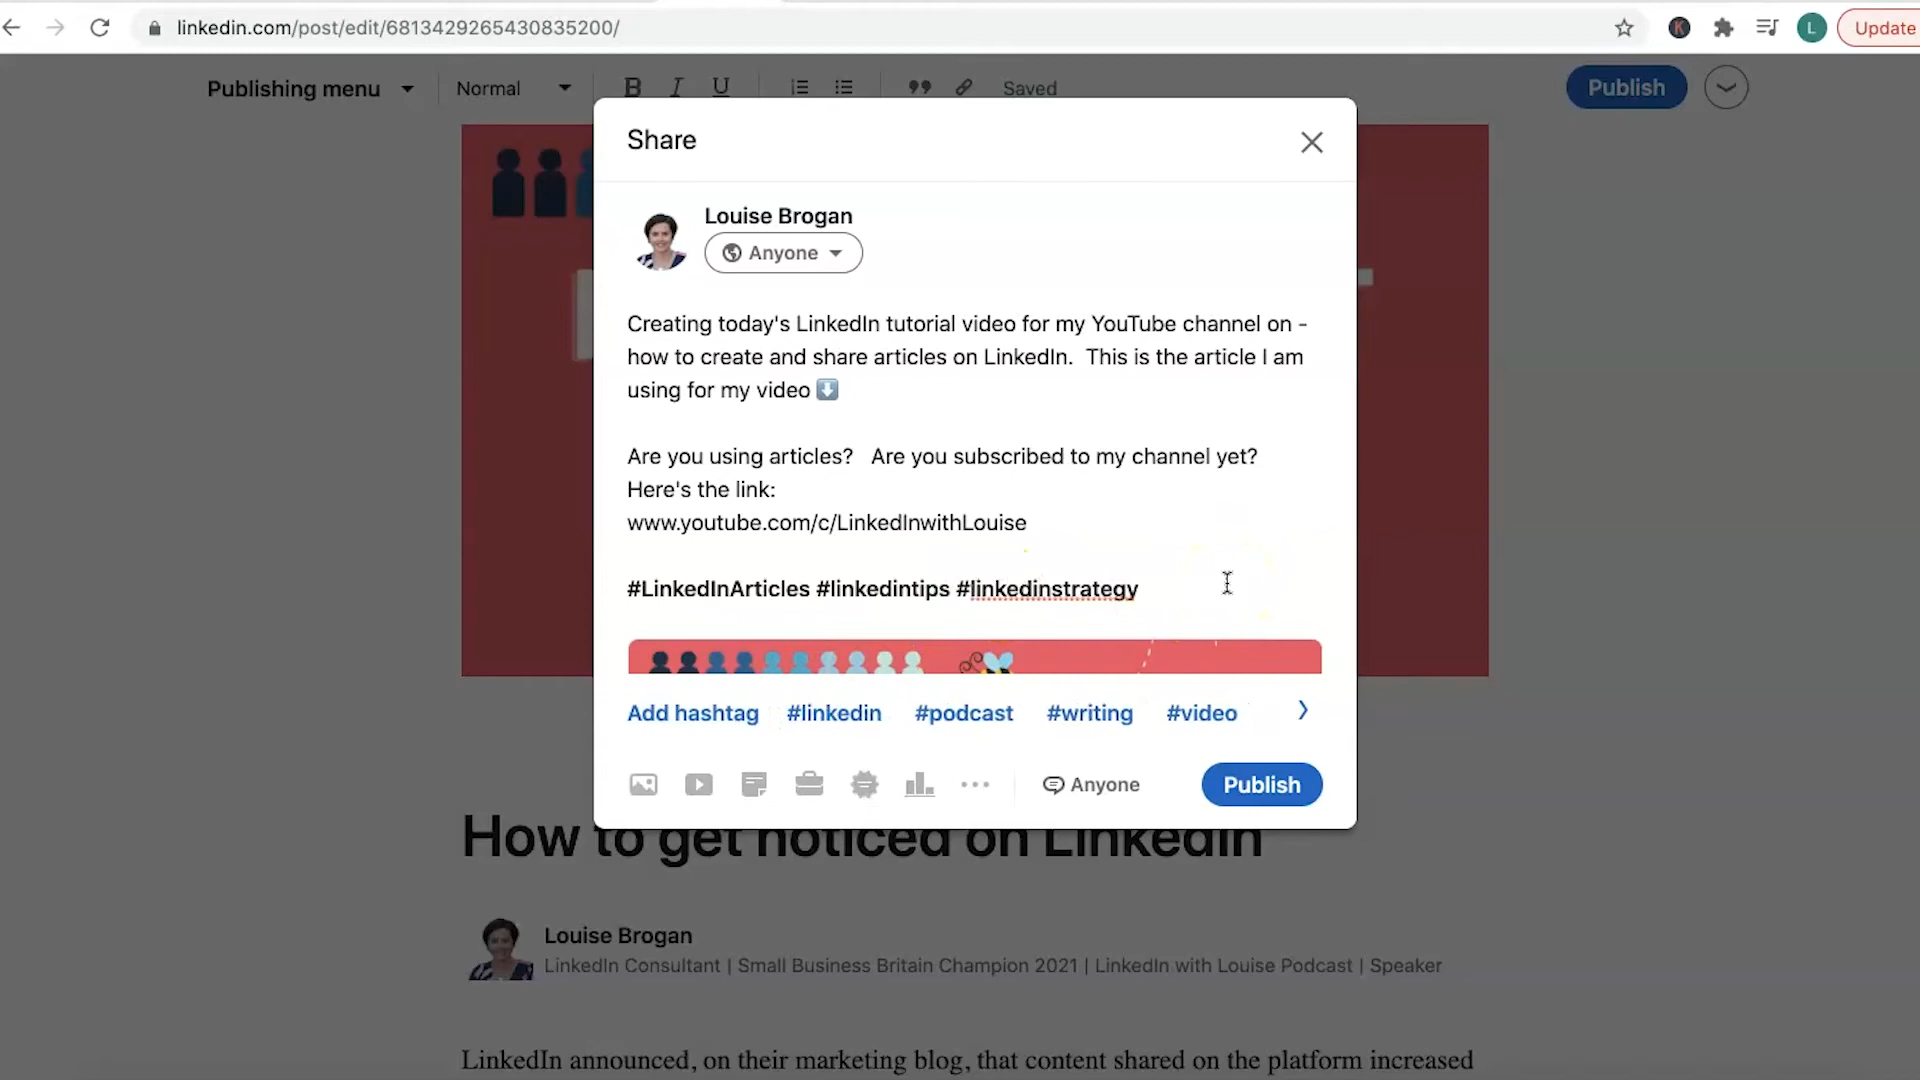 linkedin.com/post/edit/6813429265430835200/
K
L
Update
Publishing menu
Normal
B I U
Saved
Publish
Share
Louise Brogan
Anyone
Creating today's LinkedIn tutorial video for my YouTube channel on -
how to create and share articles on LinkedIn.  This is the article I am
using for my video ⬇️
Are you using articles?   Are you subscribed to my channel yet?
Here's the link:
www.youtube.com/c/LinkedInwithLouise
#LinkedInArticles #linkedintips #linkedinstrategy
Add hashtag #linkedin #podcast #writing #video
Anyone
Publish
How to get noticed on LinkedIn
Louise Brogan
LinkedIn Consultant | Small Business Britain Champion 2021 | LinkedIn with Louise Podcast | Speaker
LinkedIn announced, on their marketing blog, that content shared on the platform increased